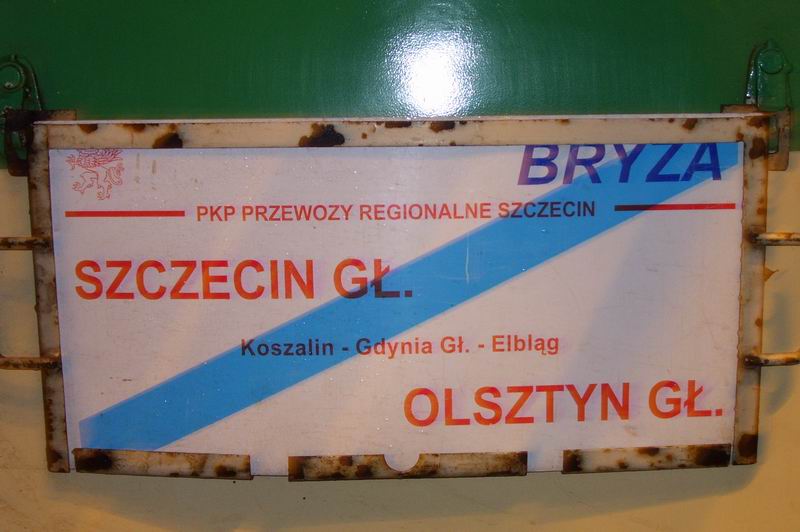 BRYZA
PKP PRZEWOZY REGIONALNE SZCZECIN
SZCZECIN GŁ.
Koszalin - Gdynia Gł. - Elbląg
OLSZTYN GŁ.